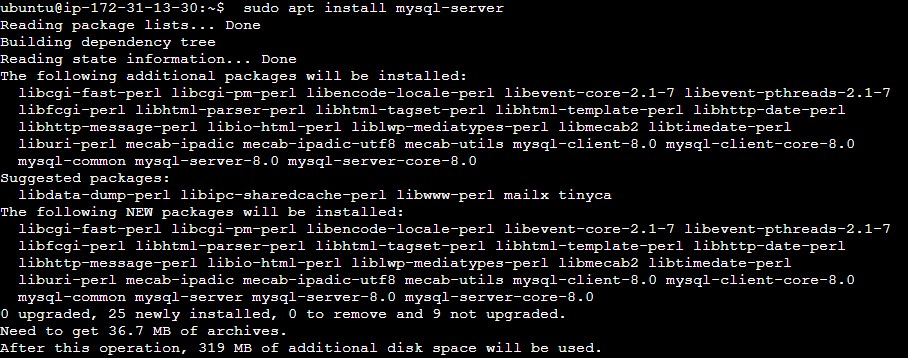 ubuntu@ip-172-31-13-30:~$  sudo apt install mysql-server
Reading package lists... Done
Building dependency tree
Reading state information... Done
The following additional packages will be installed:
  libcgi-fast-perl libcgi-pm-perl libencode-locale-perl libevent-core-2.1-7 libevent-pthreads-2.1-7
  libfcgi-perl libhtml-parser-perl libhtml-tagset-perl libhtml-template-perl libhttp-date-perl
  libhttp-message-perl libio-html-perl liblwp-mediatypes-perl libmecab2 libtimedate-perl
  liburi-perl mecab-ipadic mecab-ipadic-utf8 mecab-utils mysql-client-8.0 mysql-client-core-8.0
  mysql-common mysql-server-8.0 mysql-server-core-8.0
Suggested packages:
  libdata-dump-perl libipc-sharedcache-perl libwww-perl mailx tinyca
The following NEW packages will be installed:
  libcgi-fast-perl libcgi-pm-perl libencode-locale-perl libevent-core-2.1-7 libevent-pthreads-2.1-7
  libfcgi-perl libhtml-parser-perl libhtml-tagset-perl libhtml-template-perl libhttp-date-perl
  libhttp-message-perl libio-html-perl liblwp-mediatypes-perl libmecab2 libtimedate-perl
  liburi-perl mecab-ipadic mecab-ipadic-utf8 mecab-utils mysql-client-8.0 mysql-client-core-8.0
  mysql-common mysql-server mysql-server-8.0 mysql-server-core-8.0
0 upgraded, 25 newly installed, 0 to remove and 9 not upgraded.
Need to get 36.7 MB of archives.
After this operation, 319 MB of additional disk space will be used.